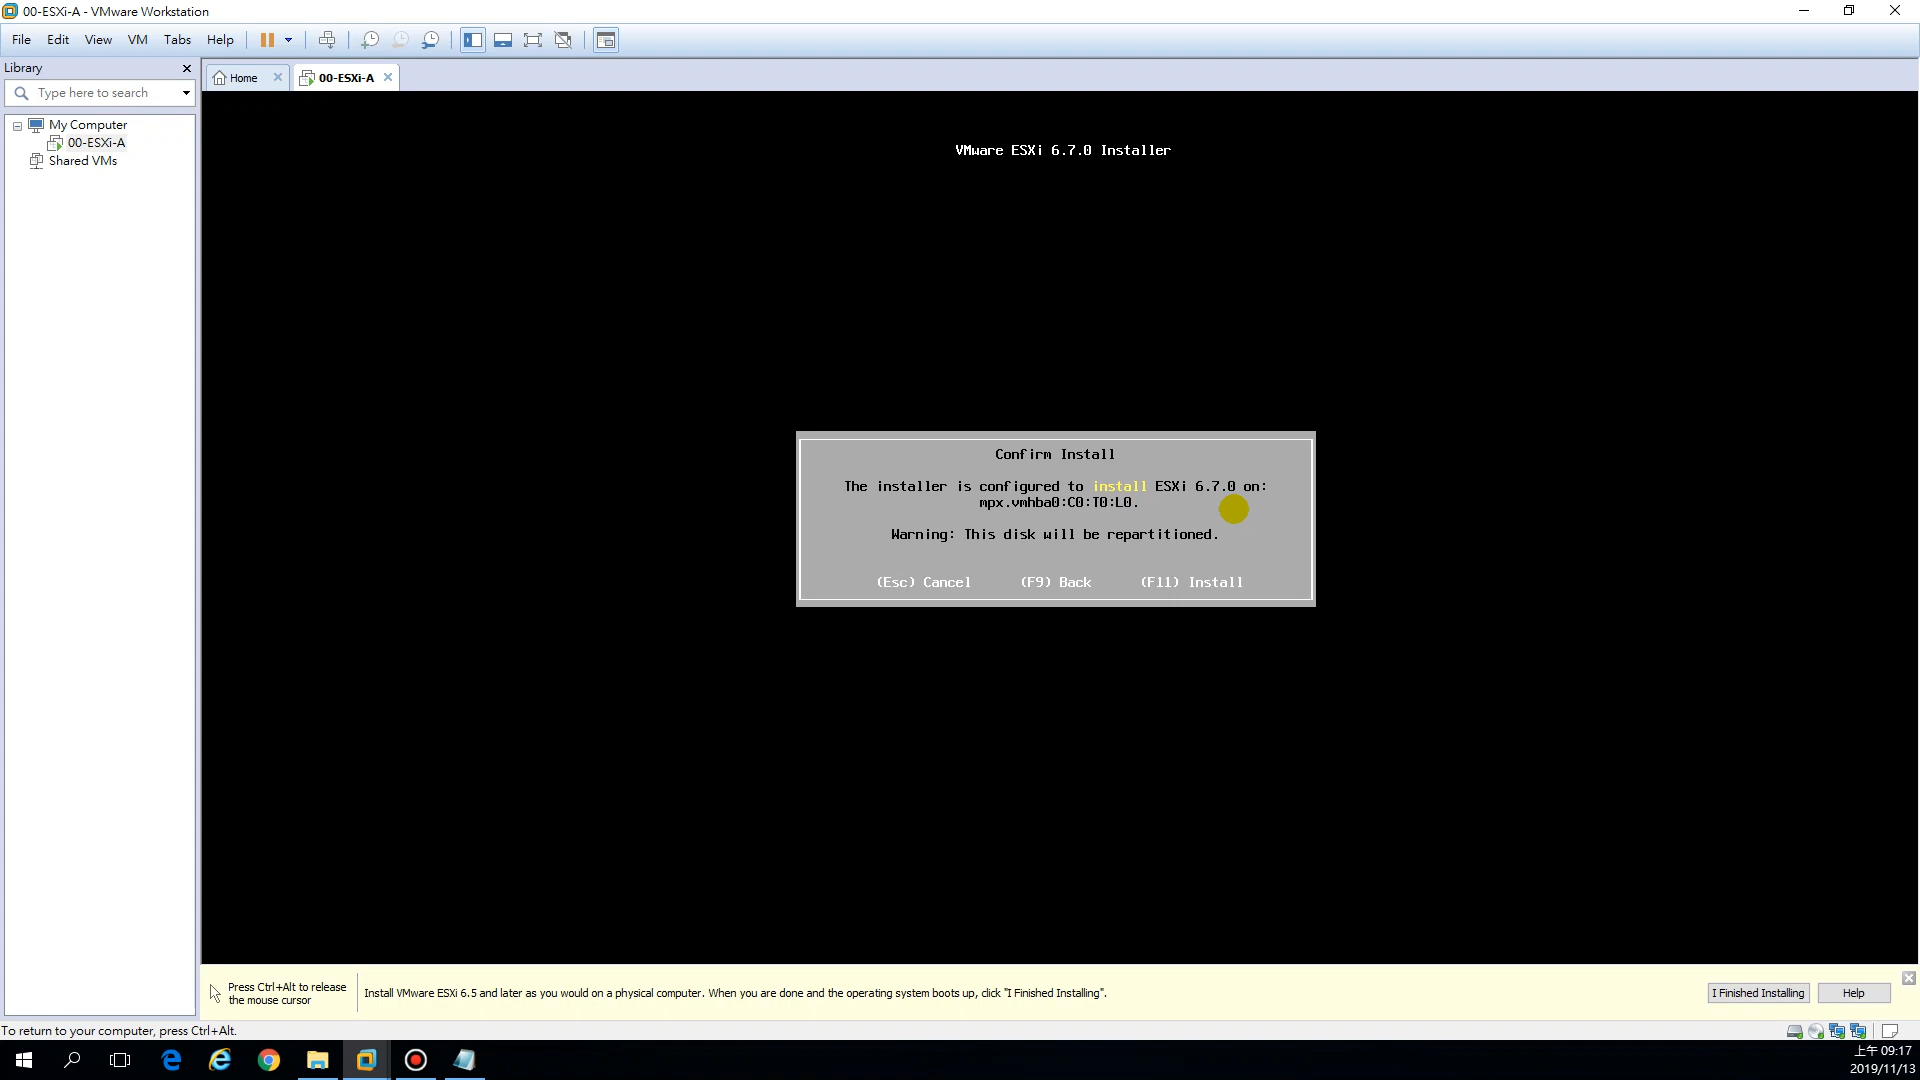 00-ESXi-A - VMware Workstation
File Edit View VM Tabs Help
Library
Type here to search
My Computer
00-ESXi-A
Shared VMs
Home
00-ESXi-A
VMware ESXi 6.7.0 Installer
Confirm Install
The installer is configured to install ESXi 6.7.0 on:
mpx.vmhba0:C0:T0:L0.
Warning: This disk will be repartitioned.
(Esc) Cancel (F9) Back (F11) Install
Press Ctrl+Alt to release
the mouse cursor
Install VMware ESXi 6.5 and later as you would on a physical computer. When you are done and the operating system boots up, click "I Finished Installing".
I Finished Installing
Help
To return to your computer, press Ctrl+Alt.
上午 09:17
2019/11/13